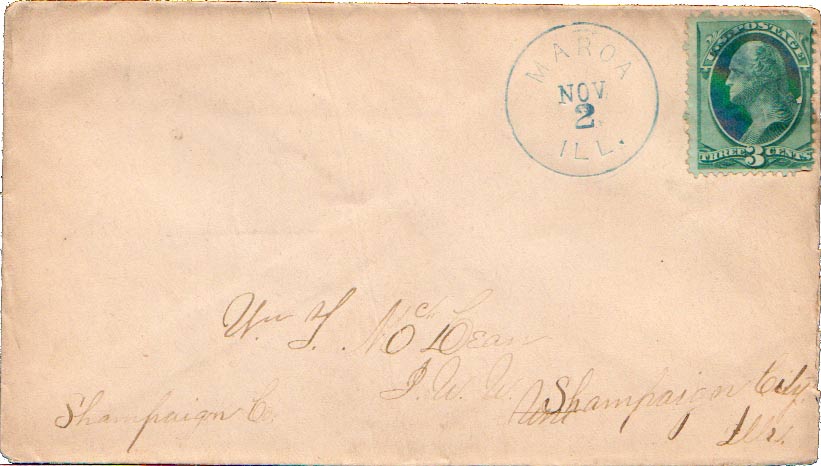 MAROA
NOV
2
ILL.
U.S. POSTAGE
THREE 3 CENTS
Wm T. McLean
I. W. W.
Shampaign City
Shampaign Co.
Ills.